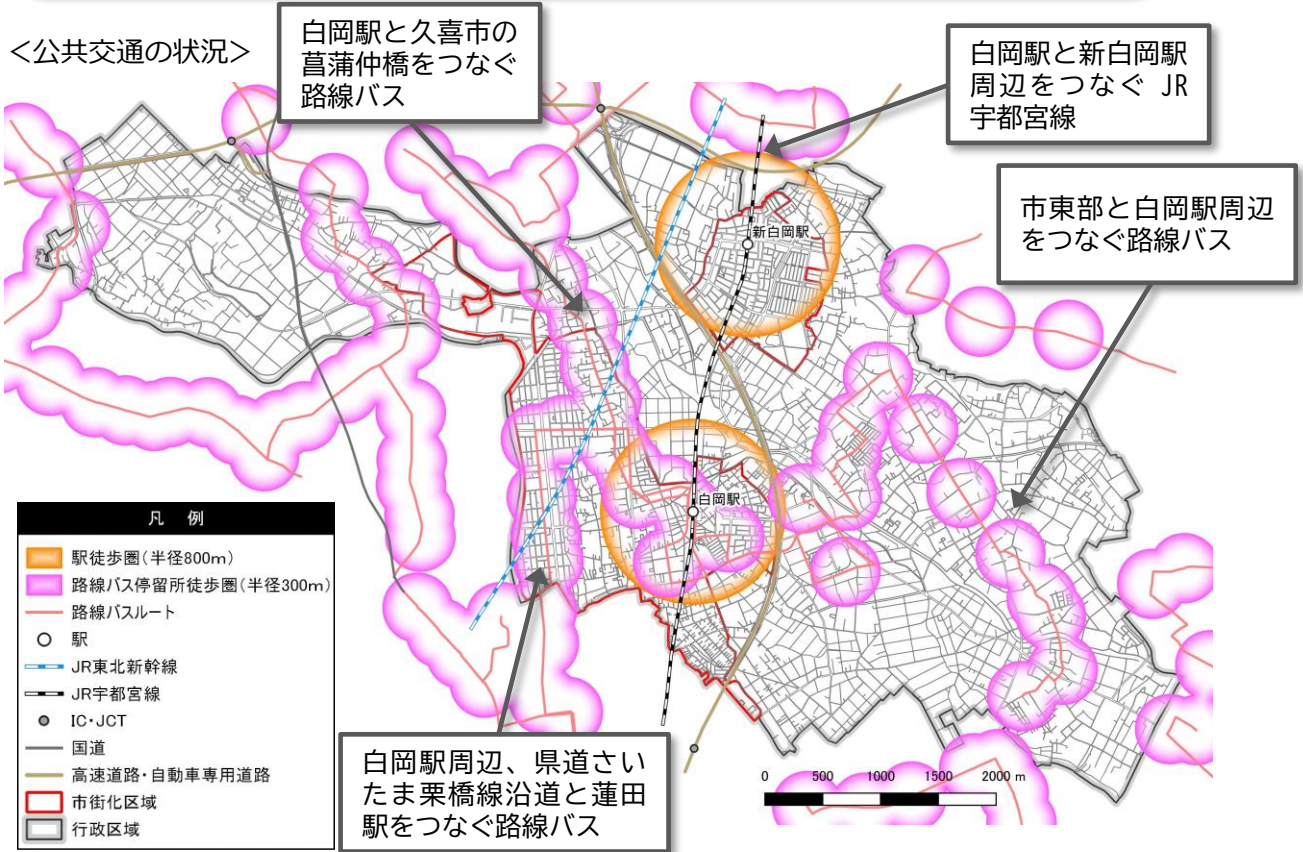 ＜公共交通の状況＞
白岡駅と久喜市の
菖蒲仲橋をつなぐ
路線バス
白岡駅と新白岡駅
周辺をつなぐ JR
宇都宮線
市東部と白岡駅周辺
をつなぐ路線バス
新白岡駅
白岡駅
凡 例
駅徒歩圏(半径800m)
路線バス停留所徒歩圏(半径300m)
路線バスルート
駅
JR東北新幹線
JR宇都宮線
IC・JCT
国道
高速道路・自動車専用道路
市街化区域
行政区域
白岡駅周辺、県道さい
たま栗橋線沿道と蓮田
駅をつなぐ路線バス
0 500 1000 1500 2000 m